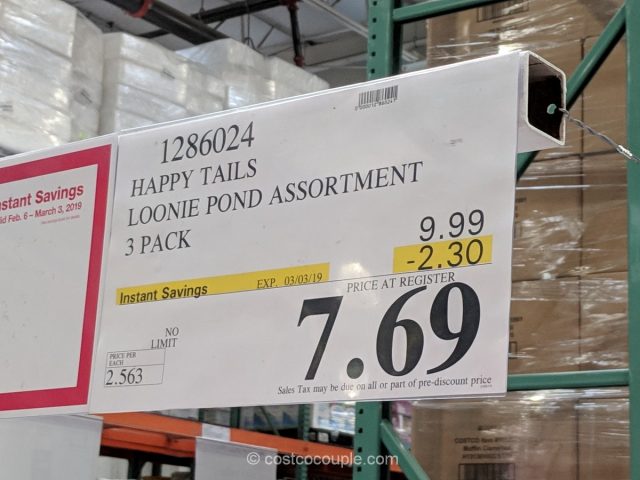 1286024
HAPPY TAILS
LOONIE POND ASSORTMENT
3 PACK
9.99
-2.30
Instant Savings EXP. 03/03/19
PRICE AT REGISTER
7.69
NO
LIMIT
PRICE PER
EACH
2.563
Sales Tax may be due on all or part of pre-discount price
Instant Savings
Feb. 6 – March 3, 2019
© costcocouple.com